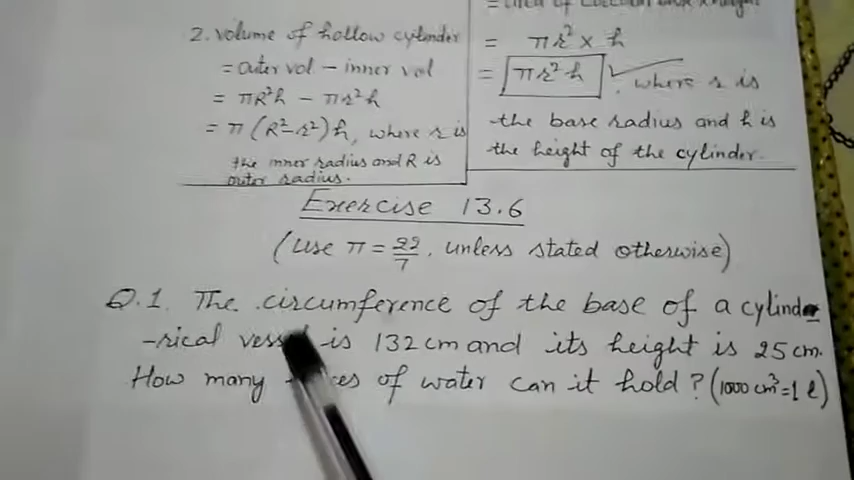 2. Volume of hollow cylinder
= outer vol - inner vol
= πR²h - πr²h
= π(R²-r²)h, where r is
the inner radius and R is
outer radius.
= πr² × h
= πr²h, where r is
the base radius and h is
the height of the cylinder.
Exercise 13.6
(use π = 22/7, unless stated otherwise)
Q.1. The circumference of the base of a cylind
-rical is 132 cm and its height is 25 cm.
How many of water can it hold? (1000 cm³=1 l)